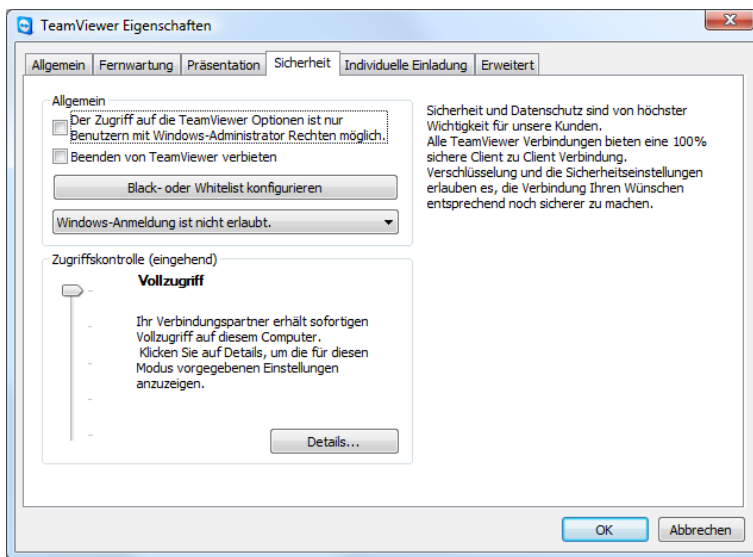 TeamViewer Eigenschaften
Allgemein
Fernwartung
Präsentation
Sicherheit
Individuelle Einladung
Erweitert
Allgemein
Der Zugriff auf die TeamViewer Optionen ist nur
Benutzern mit Windows-Administrator Rechten möglich.
Beenden von TeamViewer verbieten
Black- oder Whitelist konfigurieren
Windows-Anmeldung ist nicht erlaubt.
Zugriffskontrolle (eingehend)
Vollzugriff
Ihr Verbindungspartner erhält sofortigen
Vollzugriff auf diesem Computer.
Klicken Sie auf Details, um die für diesen
Modus vorgegebenen Einstellungen
anzuzeigen.
Details...
Sicherheit und Datenschutz sind von höchster
Wichtigkeit für unsere Kunden.
Alle TeamViewer Verbindungen bieten eine 100%
sichere Client zu Client Verbindung.
Verschlüsselung und die Sicherheitseinstellungen
erlauben es, die Verbindung Ihren Wünschen
entsprechend noch sicherer zu machen.
OK
Abbrechen